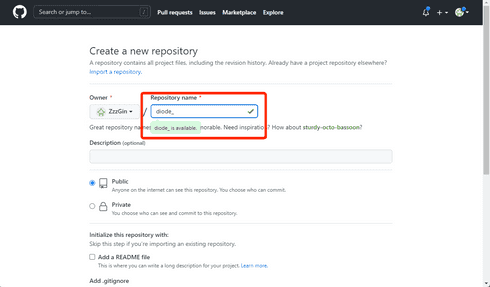 Search or jump to...
/
Pull requests
Issues
Marketplace
Explore
Create a new repository
A repository contains all project files, including the revision history. Already have a project repository elsewhere?
Import a repository.
Owner *
Repository name *
ZzzGin
/
diode_
diode_ is available.
Great repository names
morable. Need inspiration? How about sturdy-octo-bassoon?
Description (optional)
Public
Anyone on the internet can see this repository. You choose who can commit.
Private
You choose who can see and commit to this repository.
Initialize this repository with:
Skip this step if you're importing an existing repository.
Add a README file
This is where you can write a long description for your project. Learn more.
Add .gitignore